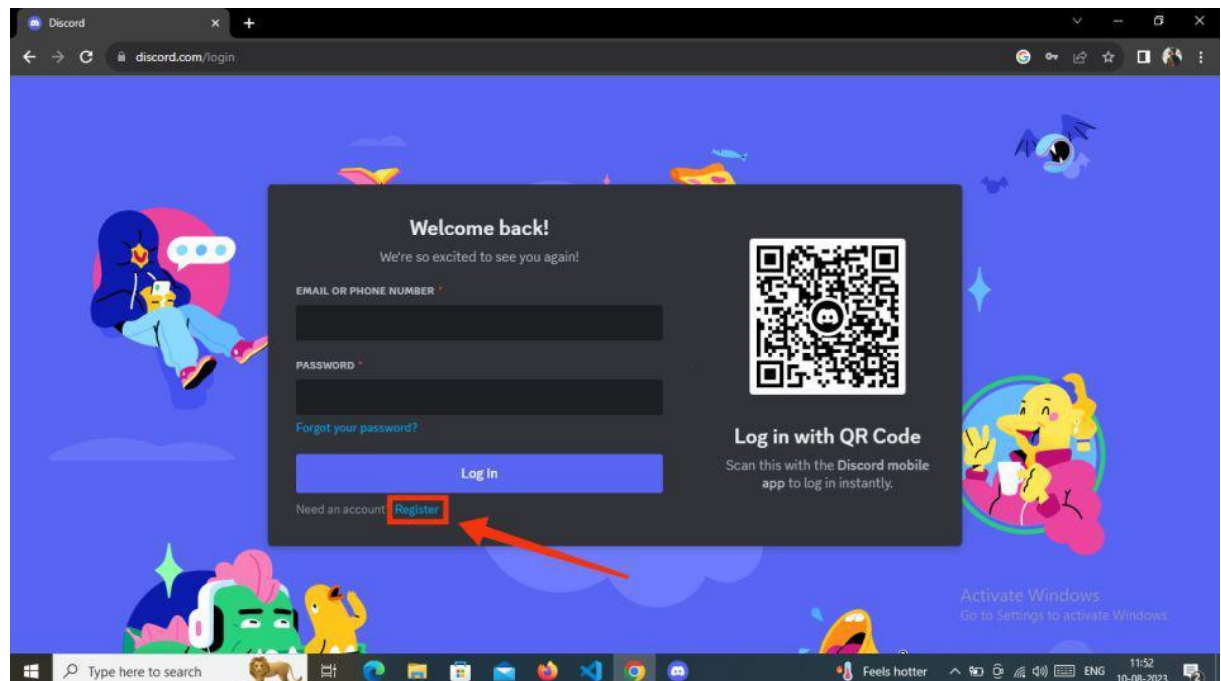 Discord
discord.com/login
Welcome back!
We're so excited to see you again!
EMAIL OR PHONE NUMBER *
PASSWORD *
Forgot your password?
Log In
Need an account? Register
Log in with QR Code
Scan this with the Discord mobile
app to log in instantly.
Activate Windows
Go to Settings to activate Windows.
Type here to search
Feels hotter
ENG
11:52
10-08-2023
2